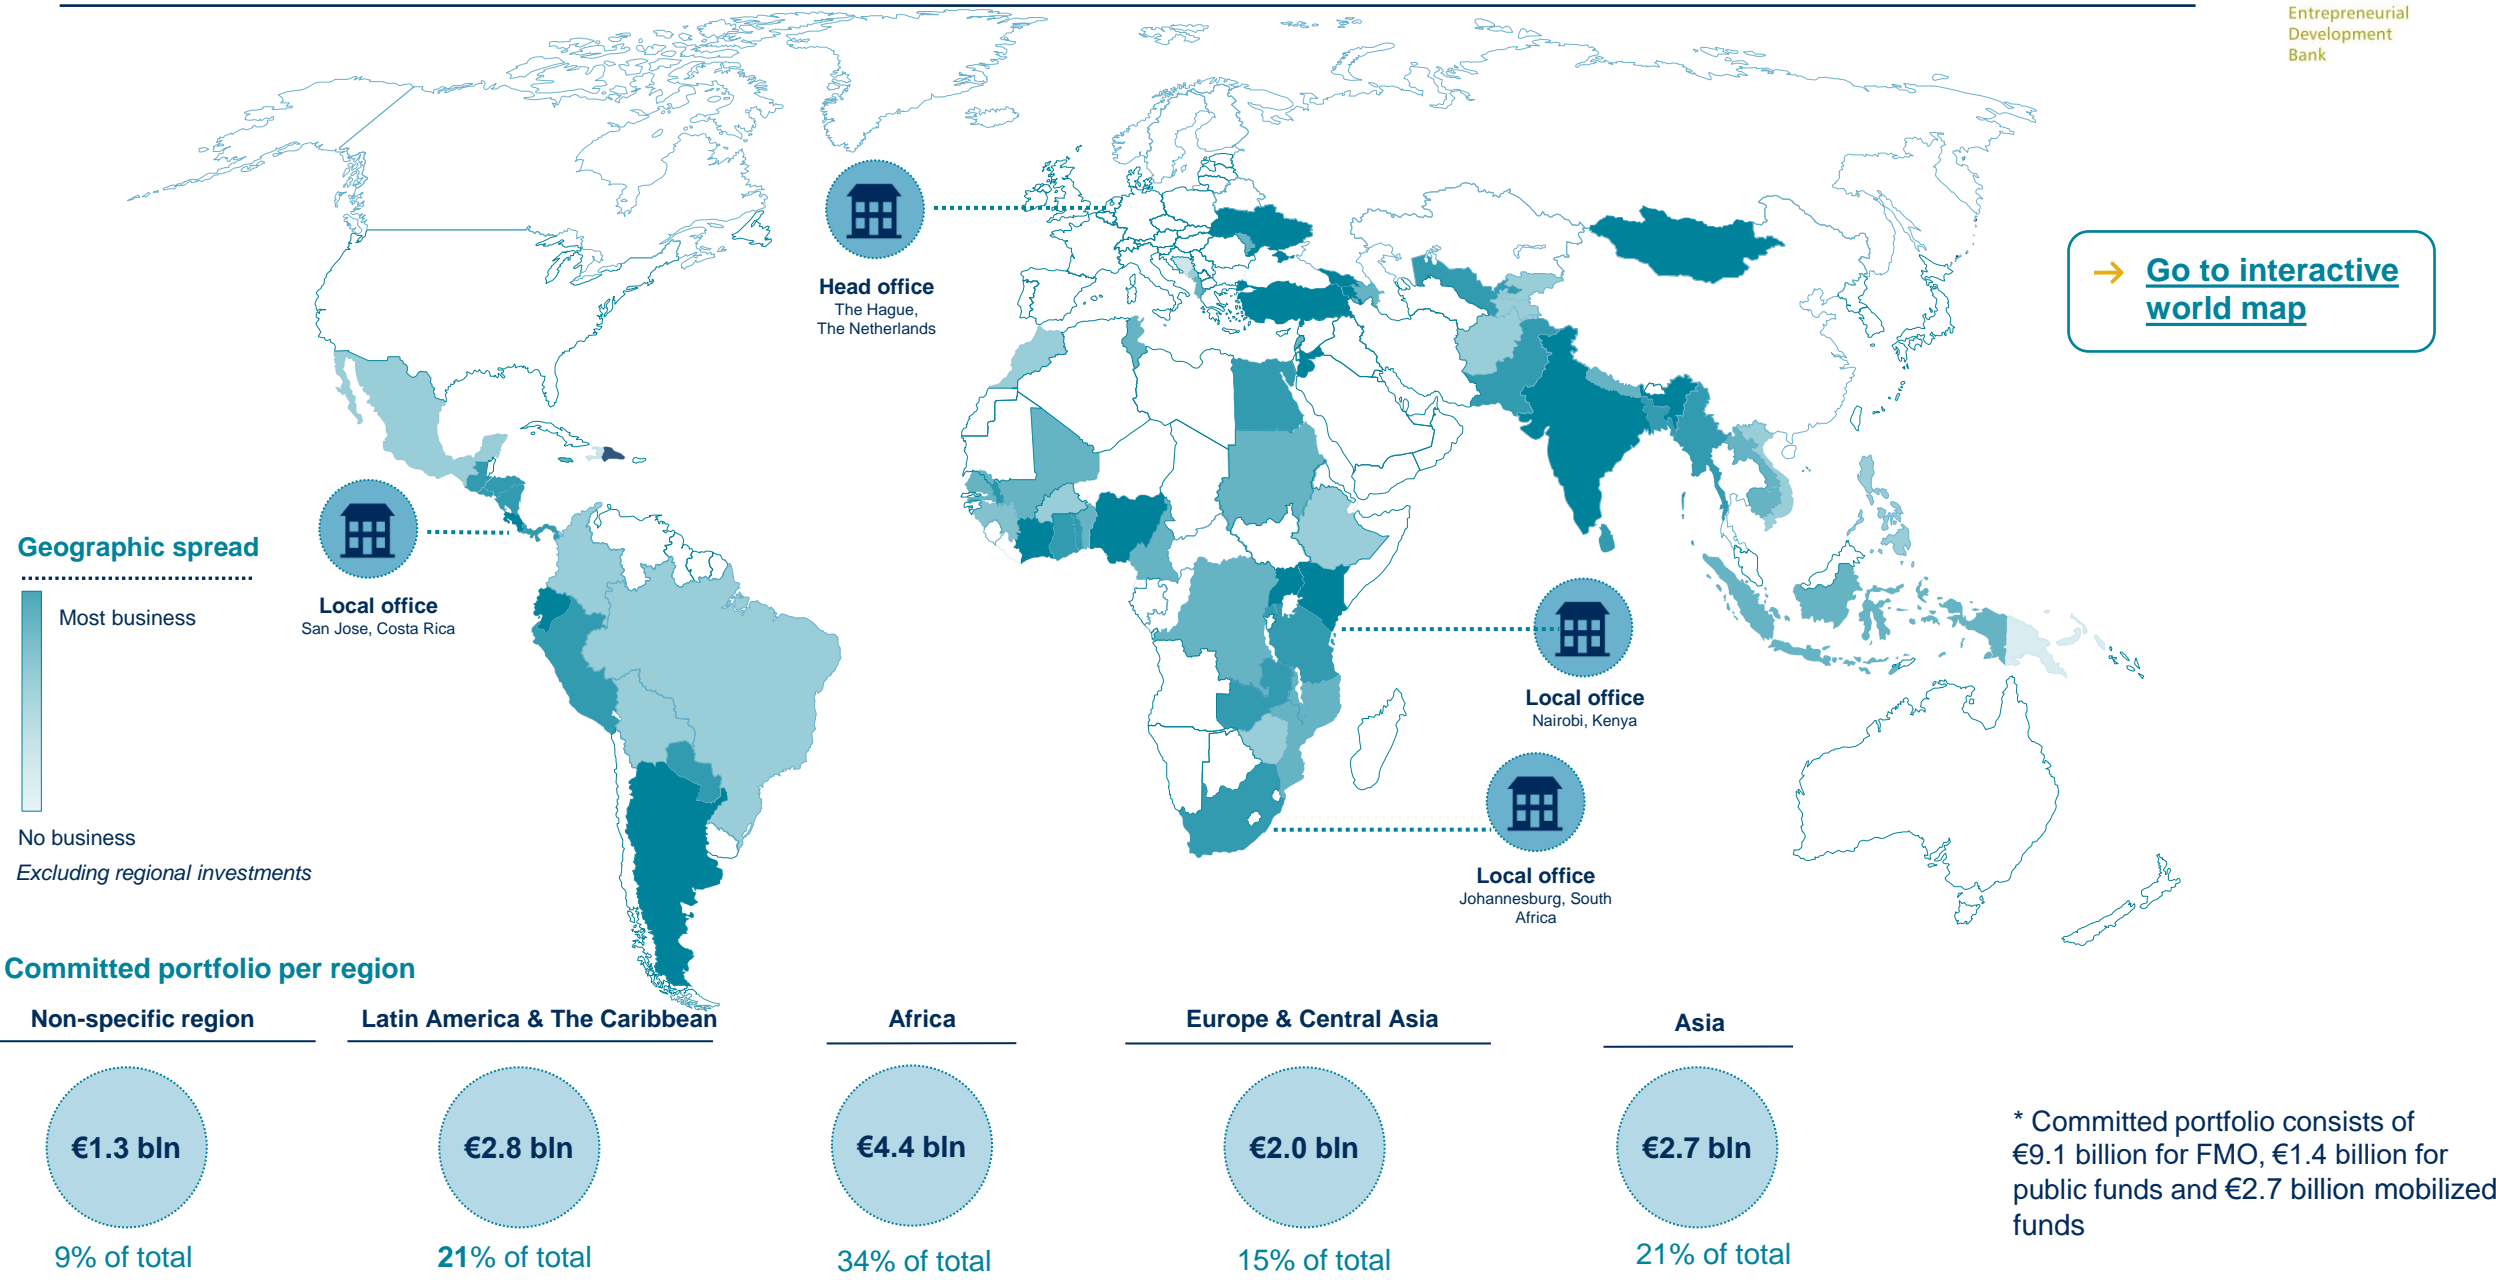 Entrepreneurial
Development
Bank
→ Go to interactive
world map
Head office
The Hague,
The Netherlands
Local office
San Jose, Costa Rica
Geographic spread
Most business
No business
Excluding regional investments
Local office
Nairobi, Kenya
Local office
Johannesburg, South
Africa
Committed portfolio per region
Non-specific region
€1.3 bln
9% of total
Latin America & The Caribbean
€2.8 bln
21% of total
Africa
€4.4 bln
34% of total
Europe & Central Asia
€2.0 bln
15% of total
Asia
€2.7 bln
21% of total
* Committed portfolio consists of
€9.1 billion for FMO, €1.4 billion for
public funds and €2.7 billion mobilized
funds